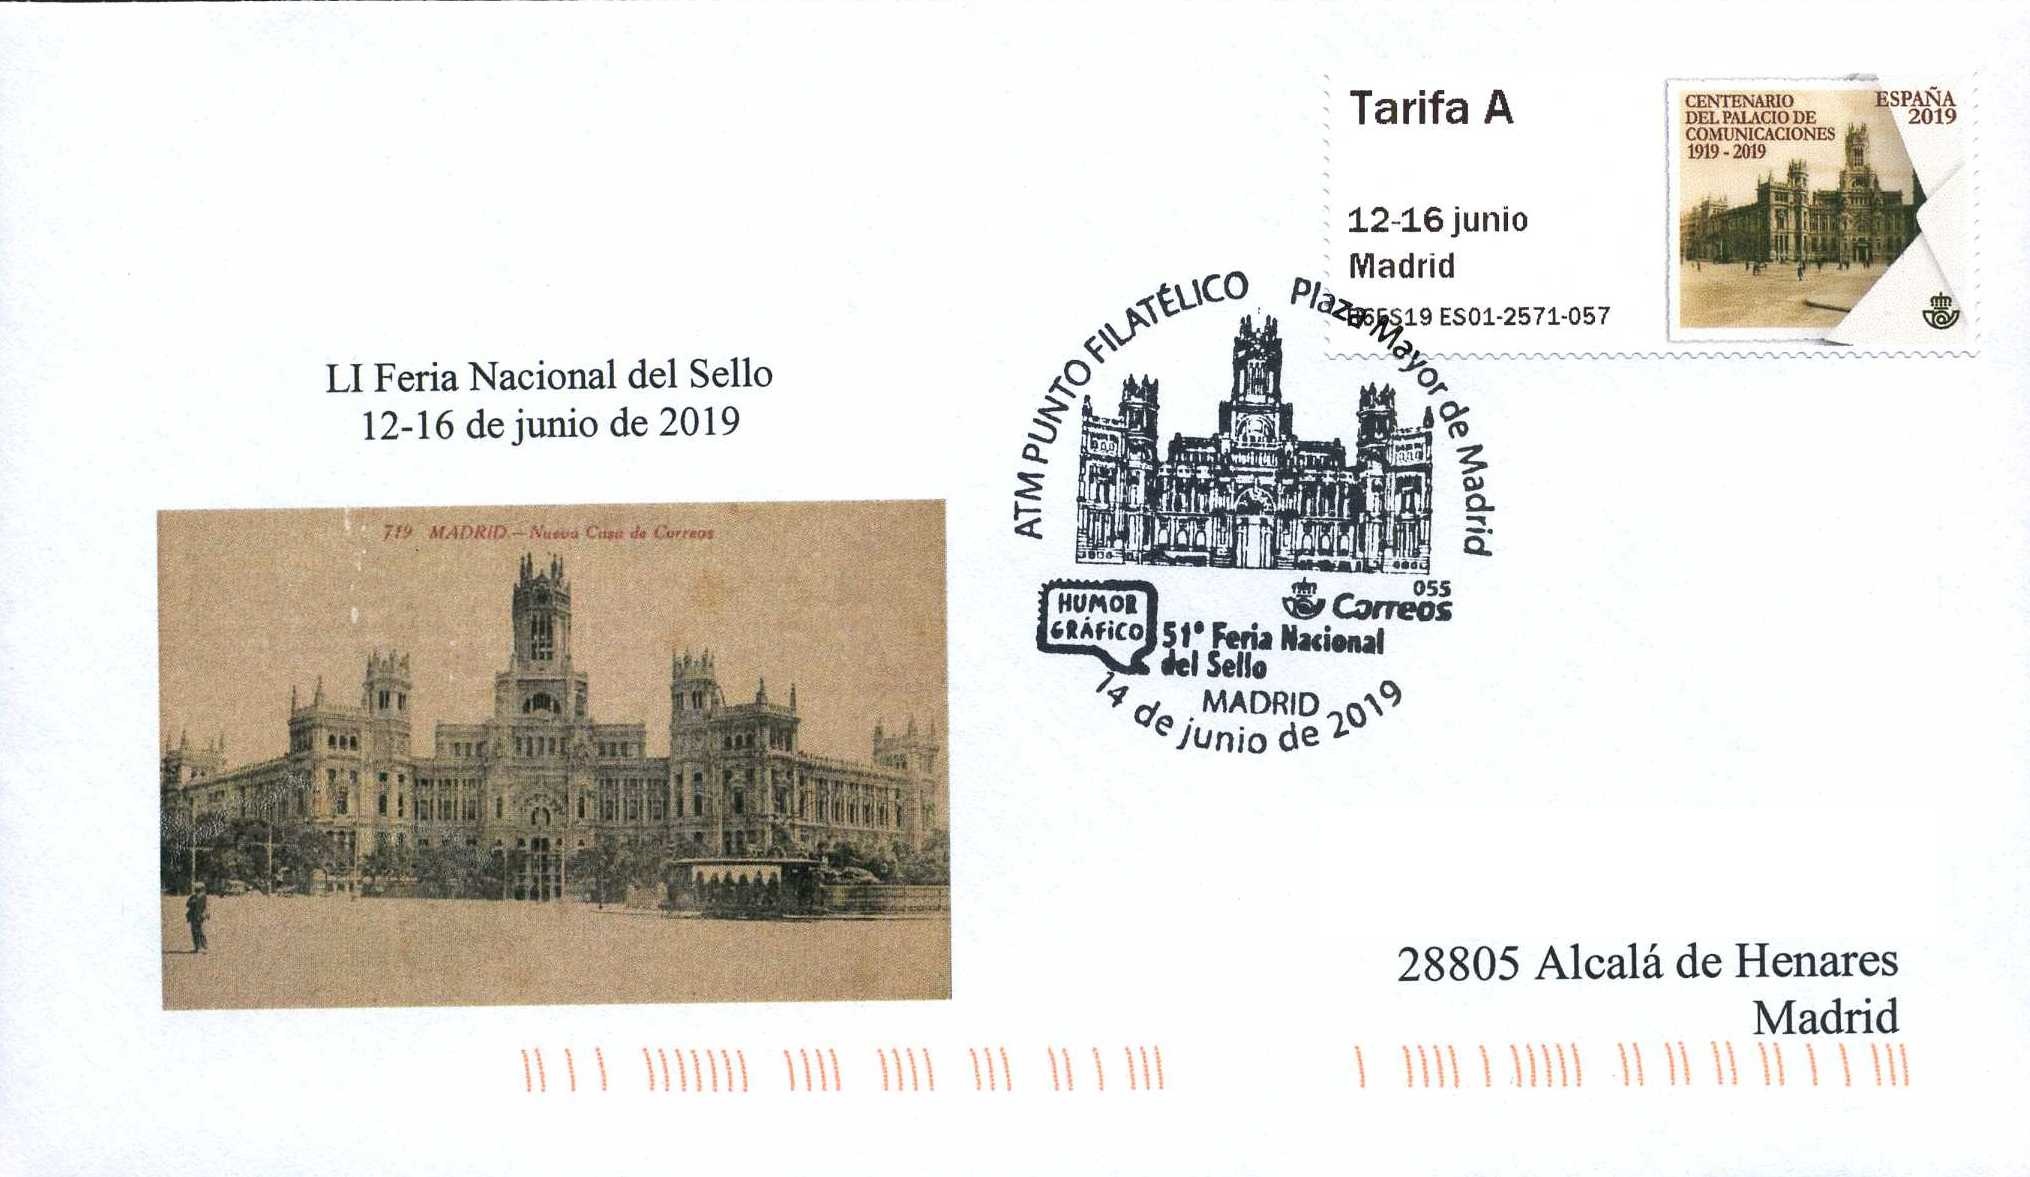 Tarifa A
12-16 junio
Madrid
ES19 ES01-2571-057
CENTENARIO
DEL PALACIO DE
COMUNICACIONES
1919 - 2019
ESPAÑA
2019
LI Feria Nacional del Sello
12-16 de junio de 2019
719 MADRID. - Nueva Casa de Correos
ATM PUNTO FILATÉLICO Plaza Mayor de Madrid
055
Correos
HUMOR
GRÁFICO
51ª Feria Nacional
del Sello
MADRID
14 de junio de 2019
28805 Alcalá de Henares
Madrid